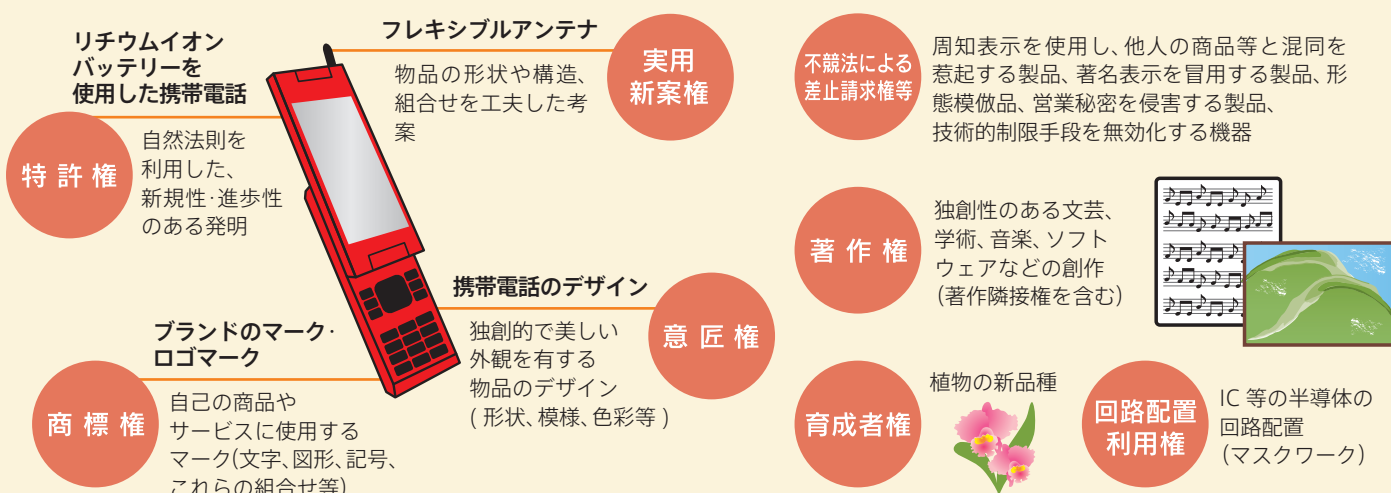 リチウムイオン
バッテリーを
使用した携帯電話
特許権
自然法則を
利用した、
新規性・進歩性
のある発明
フレキシブルアンテナ
物品の形状や構造、
組合せを工夫した考
案
実用
新案権
携帯電話のデザイン
独創的で美しい
外観を有する
物品のデザイン
(形状、模様、色彩等)
意匠権
ブランドのマーク・
ロゴマーク
商標権
自己の商品や
サービスに使用する
マーク(文字、図形、記号、
これらの組合せ等)
不競法による
差止請求権等
周知表示を使用し、他人の商品等と混同を
惹起する製品、著名表示を冒用する製品、形
態模倣品、営業秘密を侵害する製品、
技術的制限手段を無効化する機器
著作権
独創性のある文芸、
学術、音楽、ソフト
ウェアなどの創作
(著作隣接権を含む)
育成者権
植物の新品種
回路配置
利用権
IC 等の半導体の
回路配置
(マスクワーク)